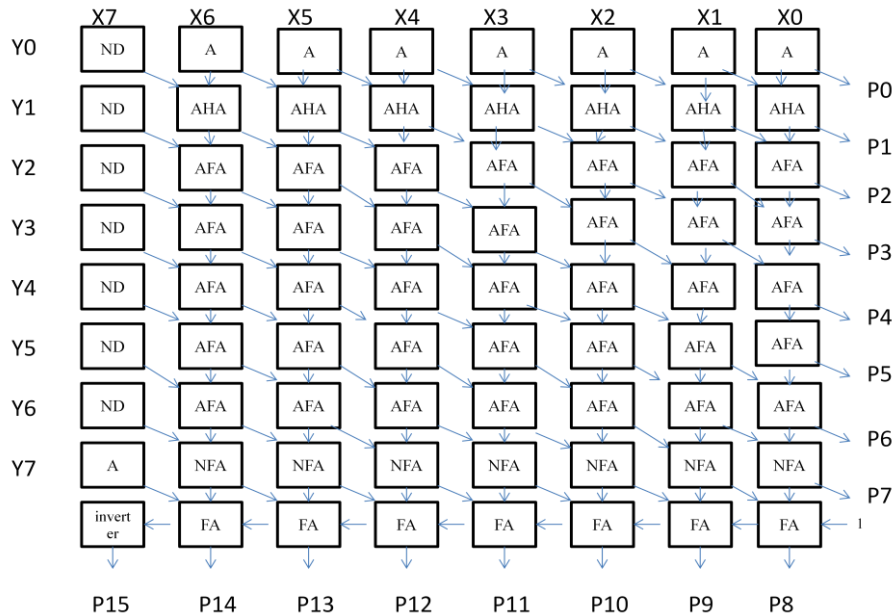 X7 X6 X5 X4 X3 X2 X1 X0
Y0 ND A A A A A A A
P0
Y1 ND AHA AHA AHA AHA AHA AHA AHA
P1
Y2 ND AFA AFA AFA AFA AFA AFA AFA
P2
Y3 ND AFA AFA AFA AFA AFA AFA AFA
P3
Y4 ND AFA AFA AFA AFA AFA AFA AFA
P4
Y5 ND AFA AFA AFA AFA AFA AFA AFA
P5
Y6 ND AFA AFA AFA AFA AFA AFA AFA
P6
Y7 A NFA NFA NFA NFA NFA NFA NFA
P7
invert
er FA FA FA FA FA FA FA 1
P15 P14 P13 P12 P11 P10 P9 P8